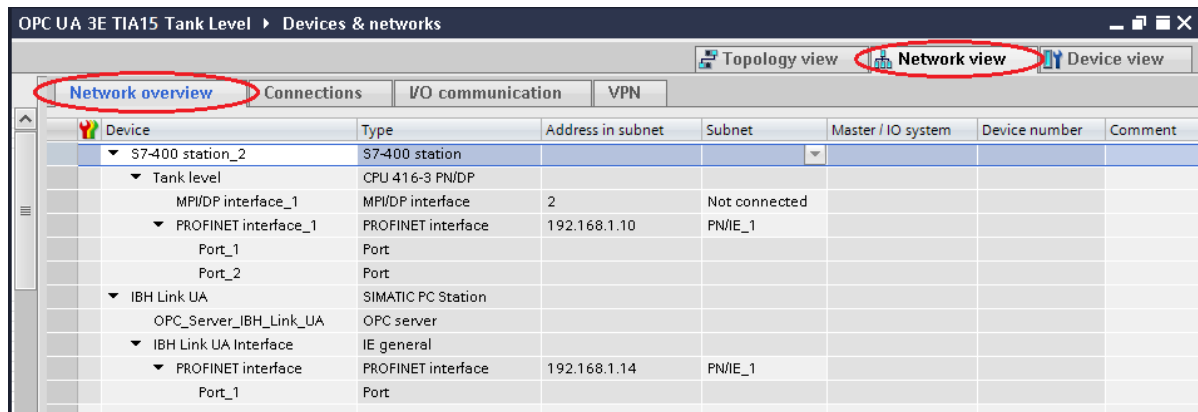 OPC UA 3E TIA15 Tank Level ▸ Devices & networks
Topology view Network view Device view
Network overview Connections I/O communication VPN
Device Type Address in subnet Subnet Master / IO system Device number Comment
S7-400 station_2 S7-400 station
Tank level CPU 416-3 PN/DP
MPI/DP interface_1 MPI/DP interface 2 Not connected
PROFINET interface_1 PROFINET interface 192.168.1.10 PN/IE_1
Port_1 Port
Port_2 Port
IBH Link UA SIMATIC PC Station
OPC_Server_IBH_Link_UA OPC server
IBH Link UA Interface IE general
PROFINET interface PROFINET interface 192.168.1.14 PN/IE_1
Port_1 Port